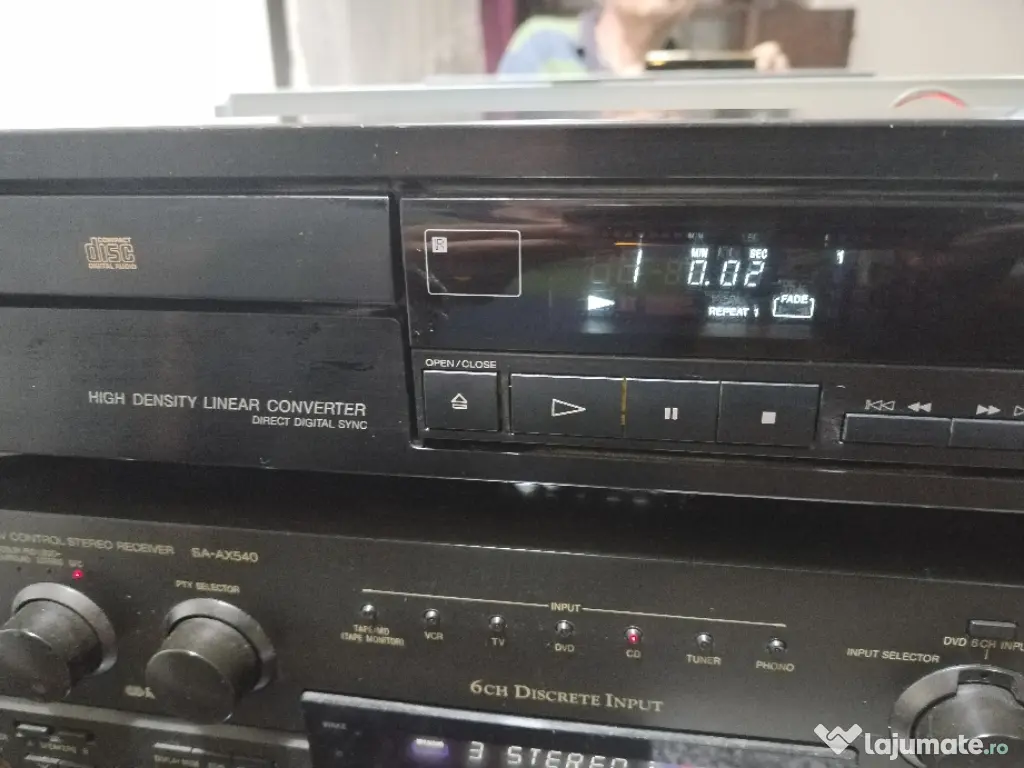 COMPACT
disc
DIGITAL AUDIO
HIGH DENSITY LINEAR CONVERTER
DIRECT DIGITAL SYNC
R
MIN SEC
1 0.02 1
REPEAT 1 FADE
OPEN/CLOSE
CONTROL STEREO RECEIVER SA-AX540
PTY SELECTOR
INPUT
TAPE/MD
(TAPE MONITOR)
VCR
TV
DVD
CD
TUNER
PHONO
INPUT SELECTOR
DVD 6CH INPU
6CH DISCRETE INPUT
3 STEREO
lajumate.ro